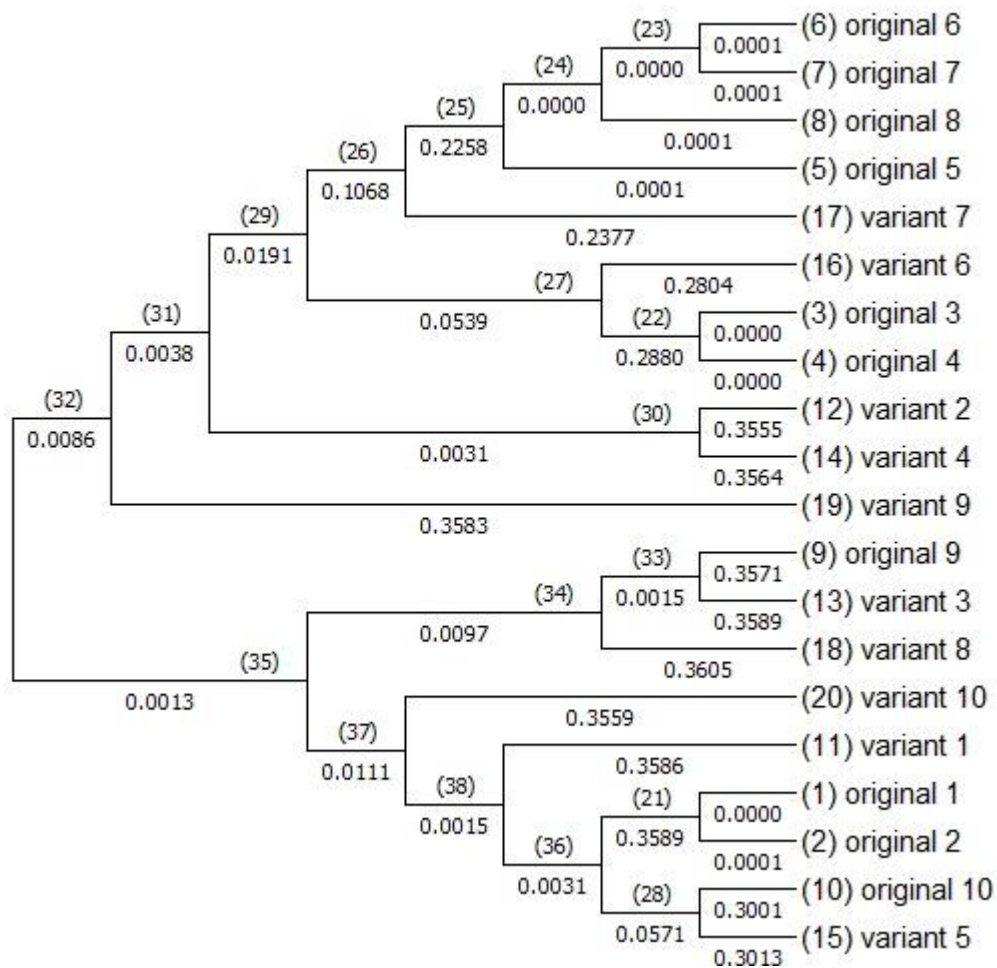 (23)
(6) original 6
0.0001
(24)
0.0000
(7) original 7
0.0001
(25)
0.0000
(8) original 8
0.0001
(26)
0.2258
(5) original 5
0.0001
(29)
0.1068
(17) variant 7
0.2377
0.0191
(16) variant 6
(27)
0.2804
(31)
0.0539
(22)
(3) original 3
0.0000
0.0038
0.2880
(4) original 4
0.0000
(32)
(30)
(12) variant 2
0.3555
0.0086
0.0031
(14) variant 4
0.3564
(19) variant 9
0.3583
(33)
(9) original 9
0.3571
(34)
0.0015
(13) variant 3
0.3589
0.0097
(18) variant 8
0.3605
(35)
0.0013
(20) variant 10
0.3559
(37)
(11) variant 1
0.3586
0.0111
(38)
(21)
(1) original 1
0.0000
0.0015
0.3589
(2) original 2
0.0001
(36)
0.0031
(28)
(10) original 10
0.3001
0.0571
(15) variant 5
0.3013